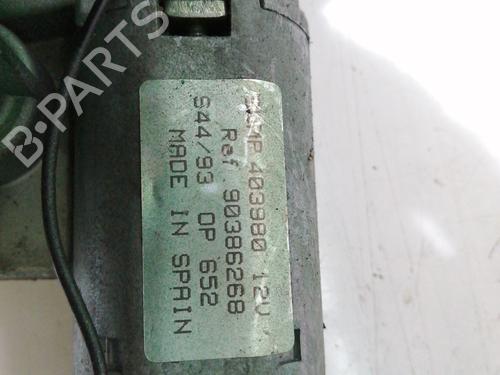 B-PARTS
403980 12V
Ref 90386268
S44/93 OP 652
MADE IN SPAIN